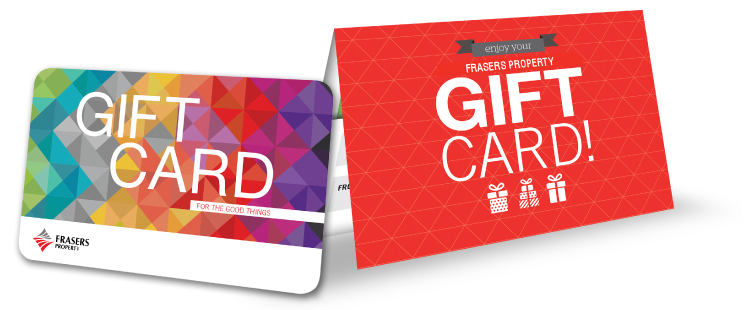 GIFT
CARD
FOR THE GOOD THINGS
FRASERS
PROPERTY
enjoy your
FRASERS PROPERTY
GIFT
CARD!